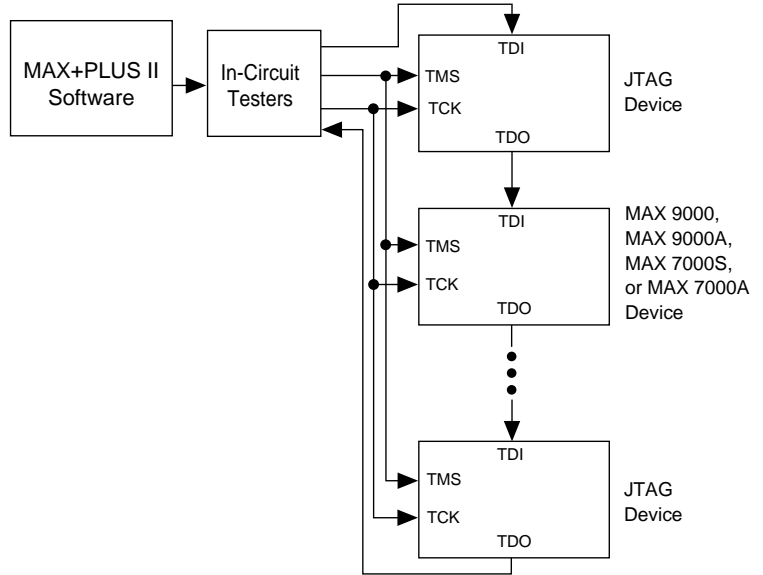 MAX+PLUS II
Software
In-Circuit
Testers
TDI
TMS
TCK
TDO
JTAG
Device
TDI
TMS
TCK
TDO
MAX 9000,
MAX 9000A,
MAX 7000S,
or MAX 7000A
Device
TDI
TMS
TCK
TDO
JTAG
Device